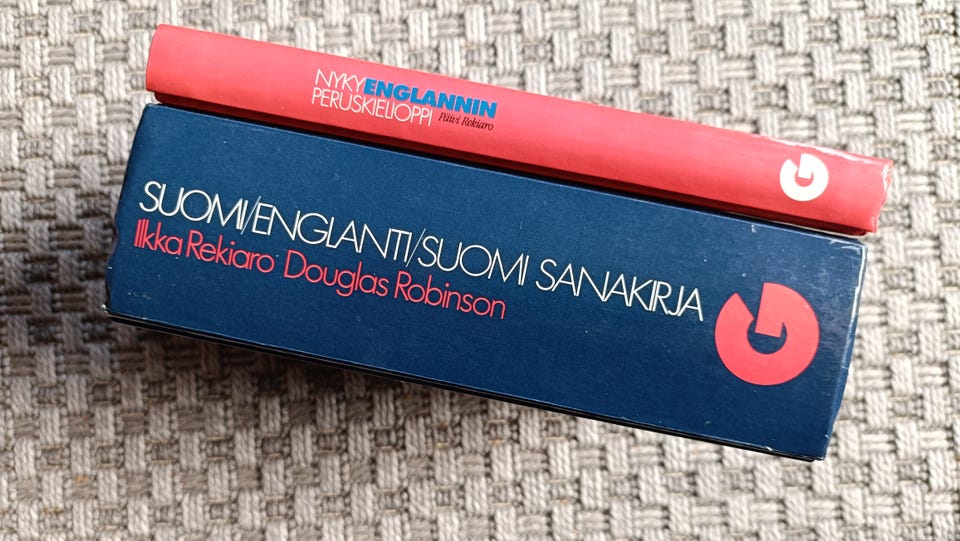 NYKYENGLANNIN
PERUSKIELIOPPI Päivi Rekiaro
G
SUOMI/ENGLANTI/SUOMI SANAKIRJA
Ilkka Rekiaro Douglas Robinson
G